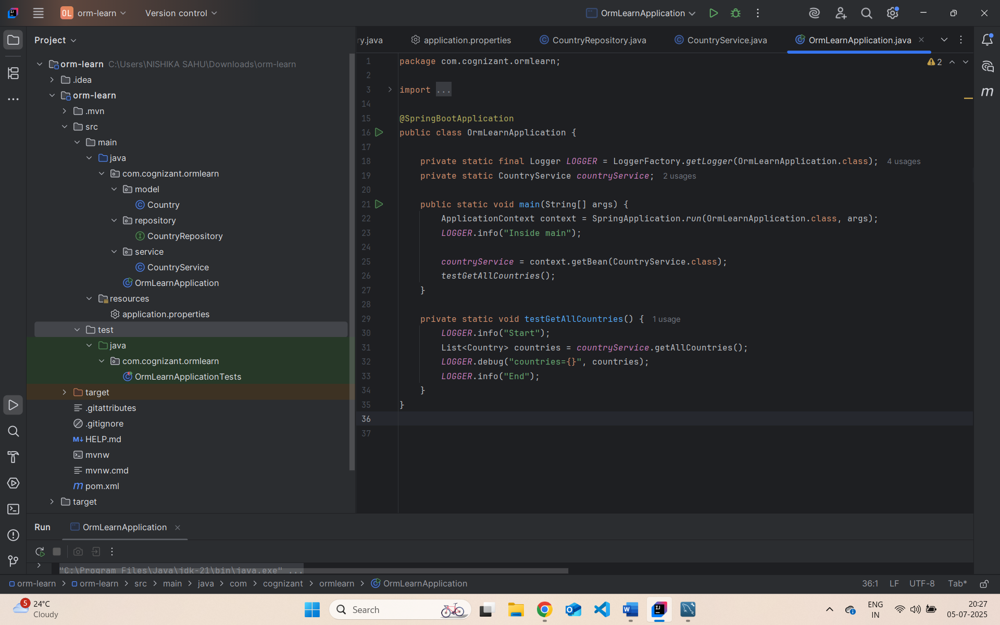 OL orm-learn Version control OrmLearnApplication
Project
orm-learn C:\Users\NISHIKA SAHU\Downloads\orm-learn
.idea
orm-learn
.mvn
src
main
java
com.cognizant.ormlearn
model
Country
repository
CountryRepository
service
CountryService
OrmLearnApplication
resources
application.properties
test
java
com.cognizant.ormlearn
OrmLearnApplicationTests
target
.gitattributes
.gitignore
M↓ HELP.md
mvnw
mvnw.cmd
m pom.xml
target
ry.java application.properties CountryRepository.java CountryService.java OrmLearnApplication.java
2
m
1 package com.cognizant.ormlearn;
2
3 import ...
14
15 @SpringBootApplication
16 public class OrmLearnApplication {
17
18 private static final Logger LOGGER = LoggerFactory.getLogger(OrmLearnApplication.class); 4 usages
19 private static CountryService countryService; 2 usages
20
21 public static void main(String[] args) {
22 ApplicationContext context = SpringApplication.run(OrmLearnApplication.class, args);
23 LOGGER.info("Inside main");
24
25 countryService = context.getBean(CountryService.class);
26 testGetAllCountries();
27 }
28
29 private static void testGetAllCountries() { 1 usage
30 LOGGER.info("Start");
31 List<Country> countries = countryService.getAllCountries();
32 LOGGER.debug("countries={}", countries);
33 LOGGER.info("End");
34 }
35 }
36
37
Run OrmLearnApplication
"C:\Program Files\Java\jdk-21\bin\java.exe" ...
orm-learn > orm-learn > src > main > java > com > cognizant > ormlearn > OrmLearnApplication 36:1 LF UTF-8 Tab*
5 24°C
Cloudy
Search
ENG
IN
20:27
05-07-2025